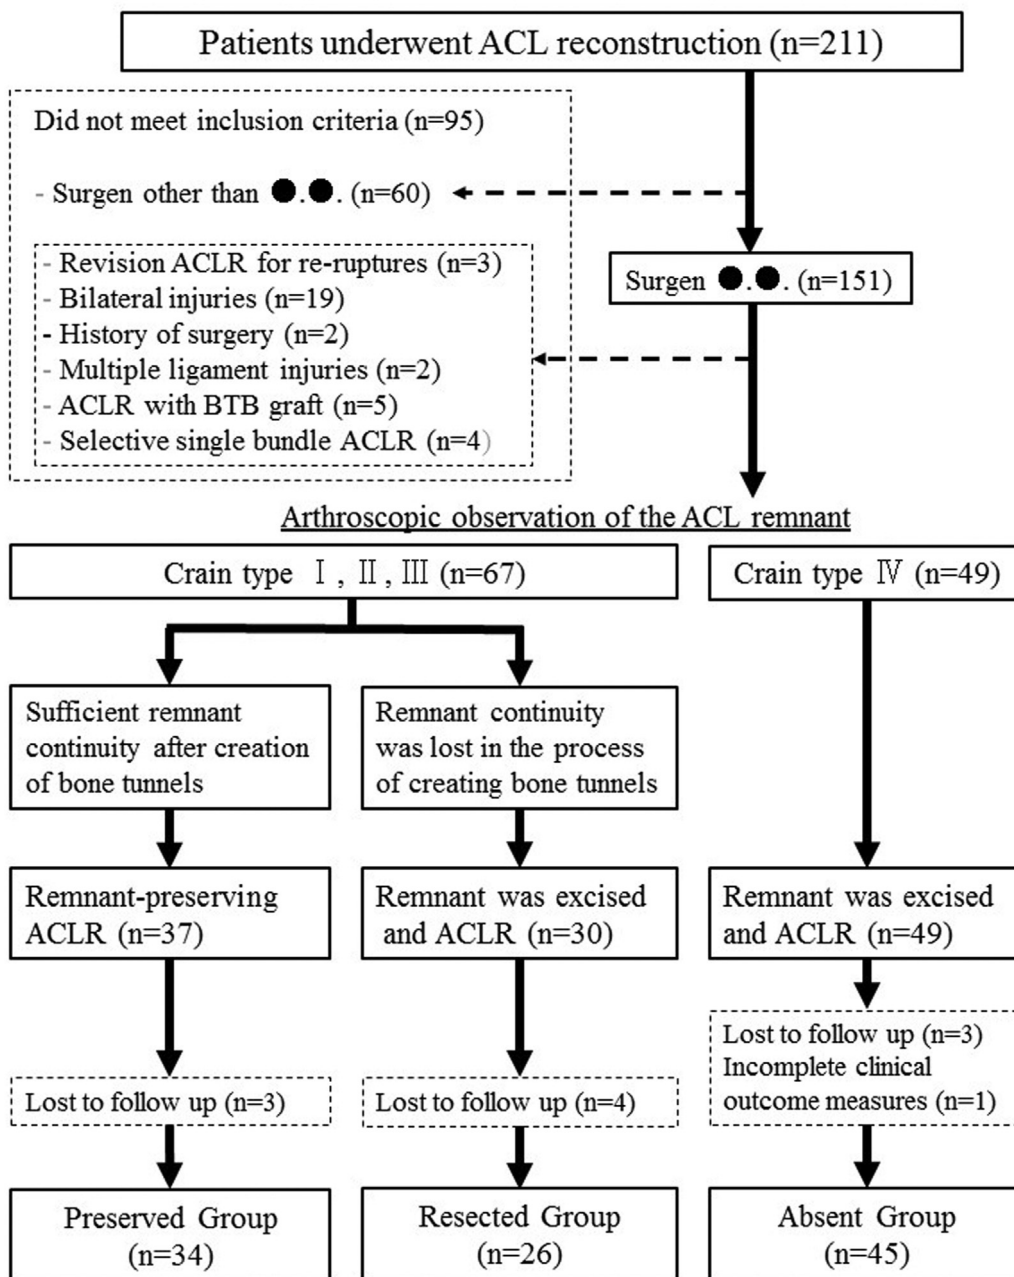 Patients underwent ACL reconstruction (n=211)
Did not meet inclusion criteria (n=95)
- Surgen other than ●.●. (n=60)
- Revision ACLR for re-ruptures (n=3)
- Bilateral injuries (n=19)
- History of surgery (n=2)
- Multiple ligament injuries (n=2)
- ACLR with BTB graft (n=5)
- Selective single bundle ACLR (n=4)
Surgen ●.●. (n=151)
Arthroscopic observation of the ACL remnant
Crain type Ⅰ, Ⅱ, Ⅲ (n=67)
Crain type Ⅳ (n=49)
Sufficient remnant
continuity after creation
of bone tunnels
Remnant continuity
was lost in the process
of creating bone tunnels
Remnant-preserving
ACLR (n=37)
Remnant was excised
and ACLR (n=30)
Remnant was excised
and ACLR (n=49)
Lost to follow up (n=3)
Lost to follow up (n=4)
Lost to follow up (n=3)
Incomplete clinical
outcome measures (n=1)
Preserved Group
(n=34)
Resected Group
(n=26)
Absent Group
(n=45)